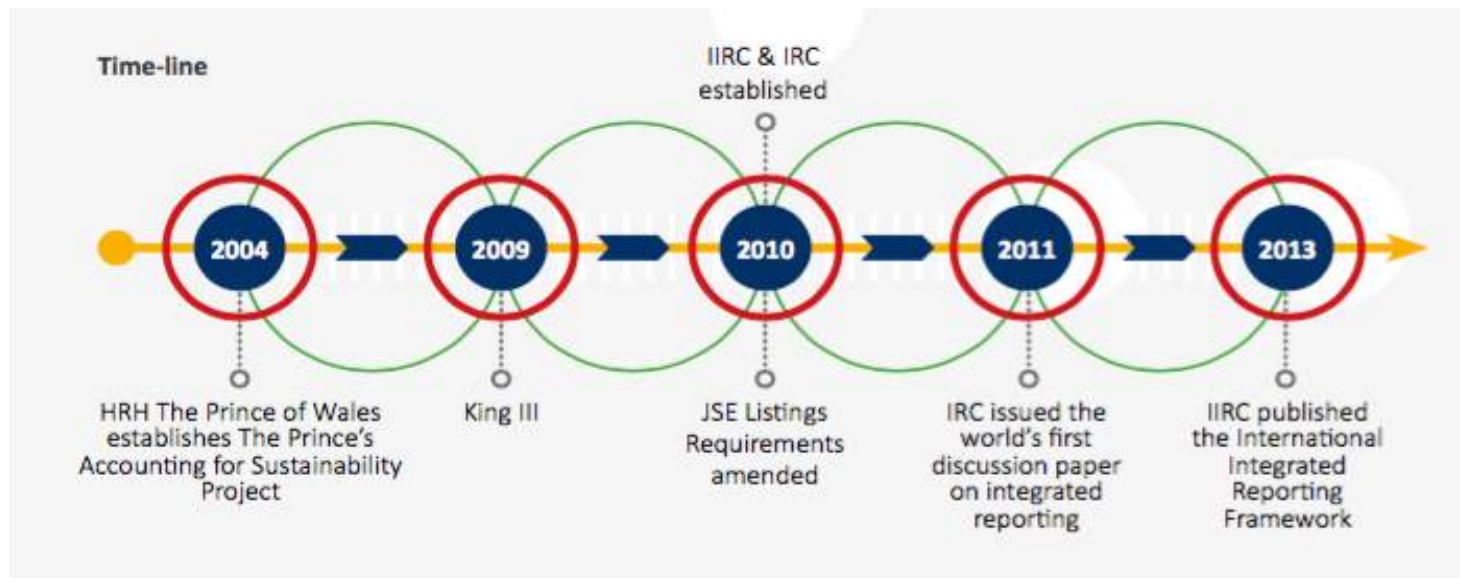 Time-line
IIRC & IRC
established
2004
2009
2010
2011
2013
HRH The Prince of Wales
establishes The Prince's
Accounting for Sustainability
Project
King III
JSE Listings
Requirements
amended
IRC issued the
world's first
discussion paper
on integrated
reporting
IIRC published
the International
Integrated
Reporting
Framework